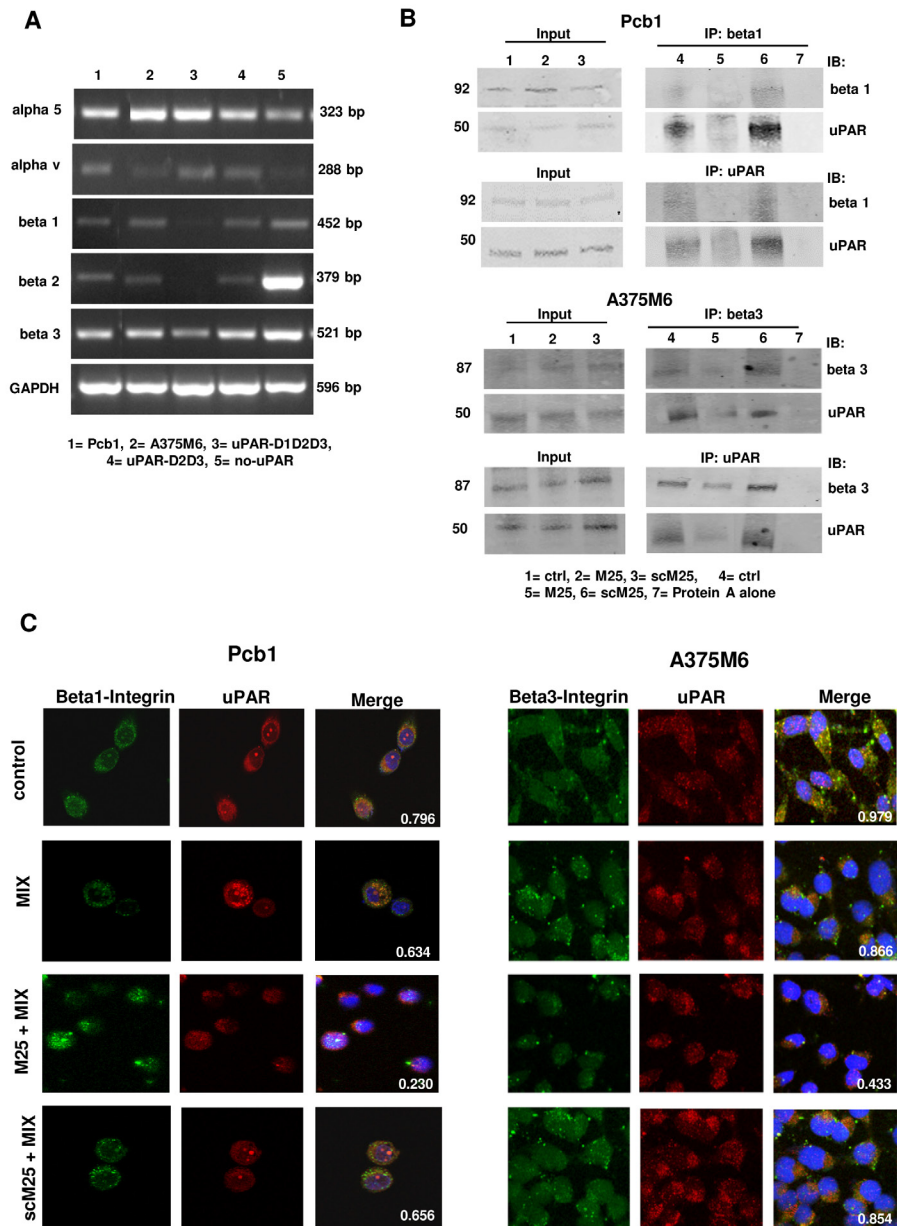 A
1 2 3 4 5
alpha 5 323 bp
alpha v 288 bp
beta 1 452 bp
beta 2 379 bp
beta 3 521 bp
GAPDH 596 bp
1= Pcb1, 2= A375M6, 3= uPAR-D1D2D3,
4= uPAR-D2D3, 5= no-uPAR
B
Pcb1
Input IP: beta1
1 2 3 4 5 6 7 IB:
92 beta 1
50 uPAR
Input IP: uPAR IB:
92 beta 1
50 uPAR
A375M6
Input IP: beta3
1 2 3 4 5 6 7 IB:
87 beta 3
50 uPAR
Input IP: uPAR IB:
87 beta 3
50 uPAR
1= ctrl, 2= M25, 3= scM25, 4= ctrl
5= M25, 6= scM25, 7= Protein A alone
C
Pcb1 A375M6
Beta1-Integrin uPAR Merge Beta3-Integrin uPAR Merge
control 0.796 0.979
MIX 0.634 0.866
M25 + MIX 0.230 0.433
scM25 + MIX 0.656 0.854